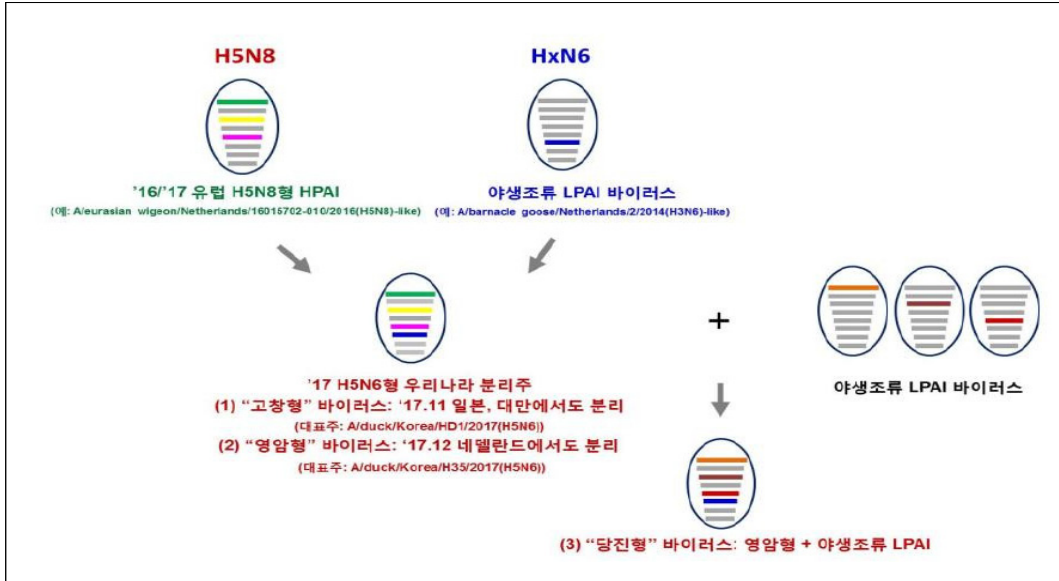 H5N8
HxN6
'16/'17 유럽 H5N8형 HPAI
(예: A/eurasian wigeon/Netherlands/16015702-010/2016(H5N8)-like)
야생조류 LPAI 바이러스
(예: A/barnacle goose/Netherlands/2/2014(H3N6)-like)
+
야생조류 LPAI 바이러스
'17 H5N6형 우리나라 분리주
(1) “고창형” 바이러스: ‘17.11 일본, 대만에서도 분리
(대표주: A/duck/Korea/HD1/2017(H5N6))
(2) “영암형” 바이러스: ‘17.12 네델란드에서도 분리
(대표주: A/duck/Korea/H35/2017(H5N6))
(3) “당진형” 바이러스: 영암형 + 야생조류 LPAI